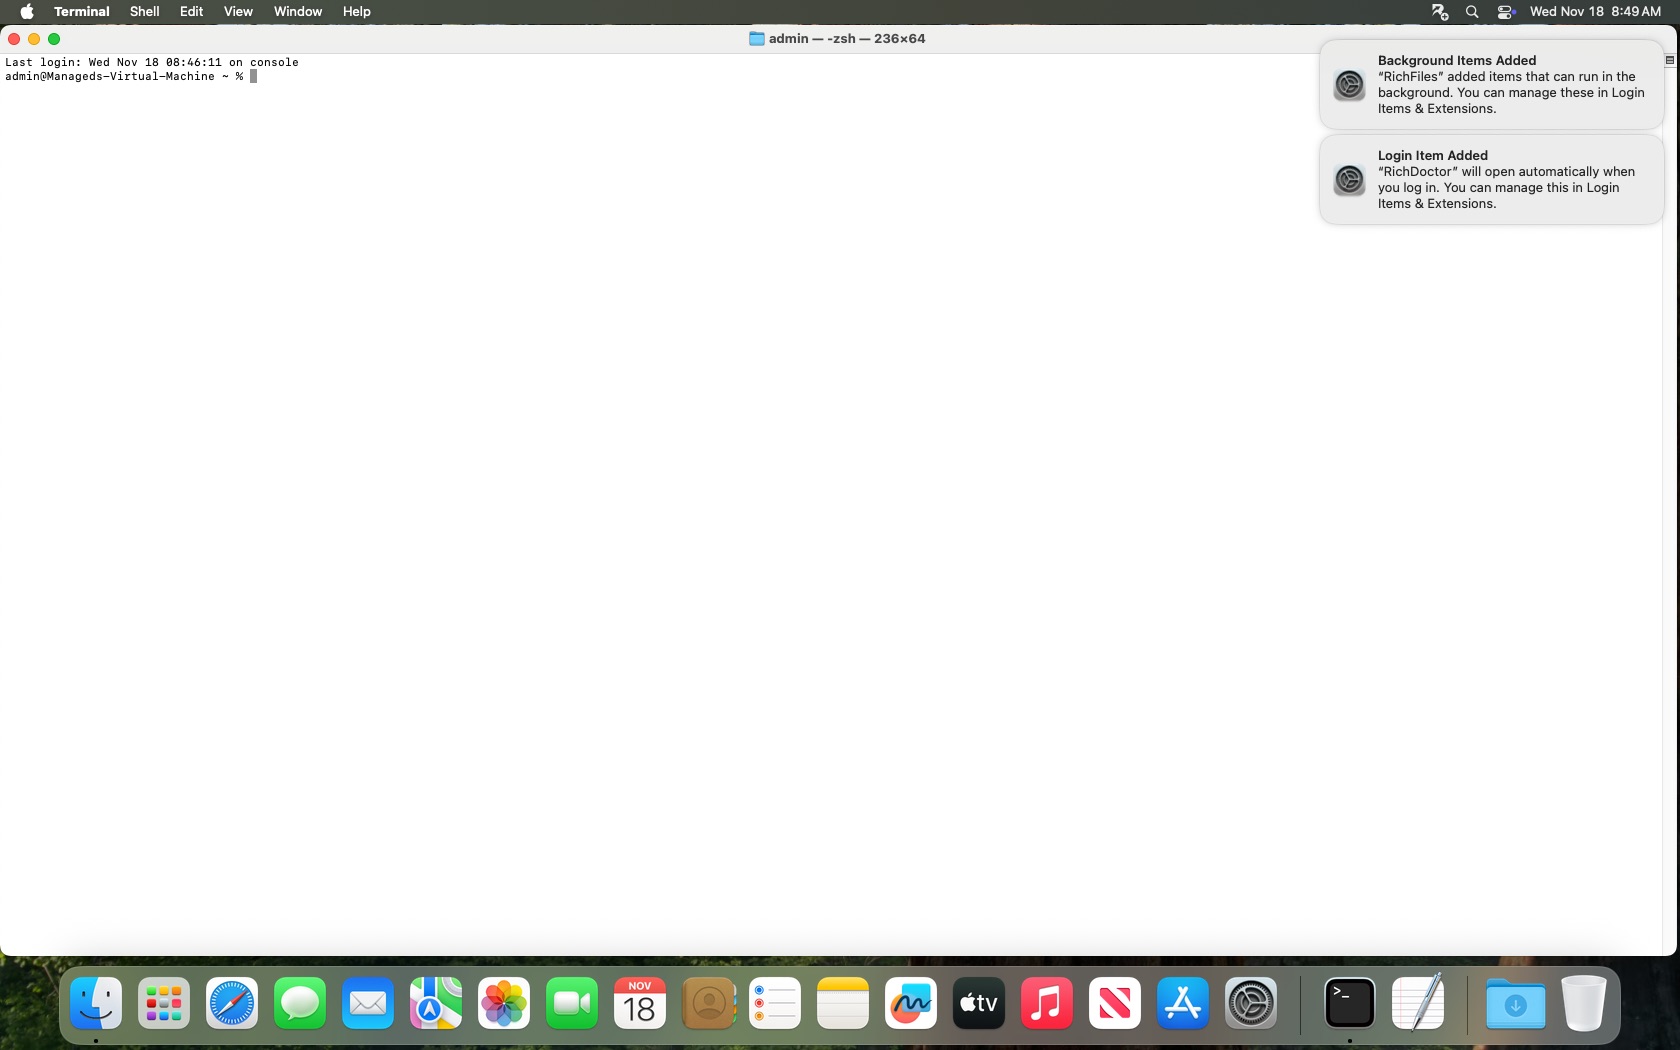 Terminal Shell Edit View Window Help Wed Nov 18 8:49 AM
admin — -zsh — 236×64
Last login: Wed Nov 18 08:46:11 on console
admin@Manageds-Virtual-Machine ~ %
Background Items Added
“RichFiles” added items that can run in the
background. You can manage these in Login
Items & Extensions.
Login Item Added
“RichDoctor” will open automatically when
you log in. You can manage this in Login
Items & Extensions.
NOV
18
tv
>_